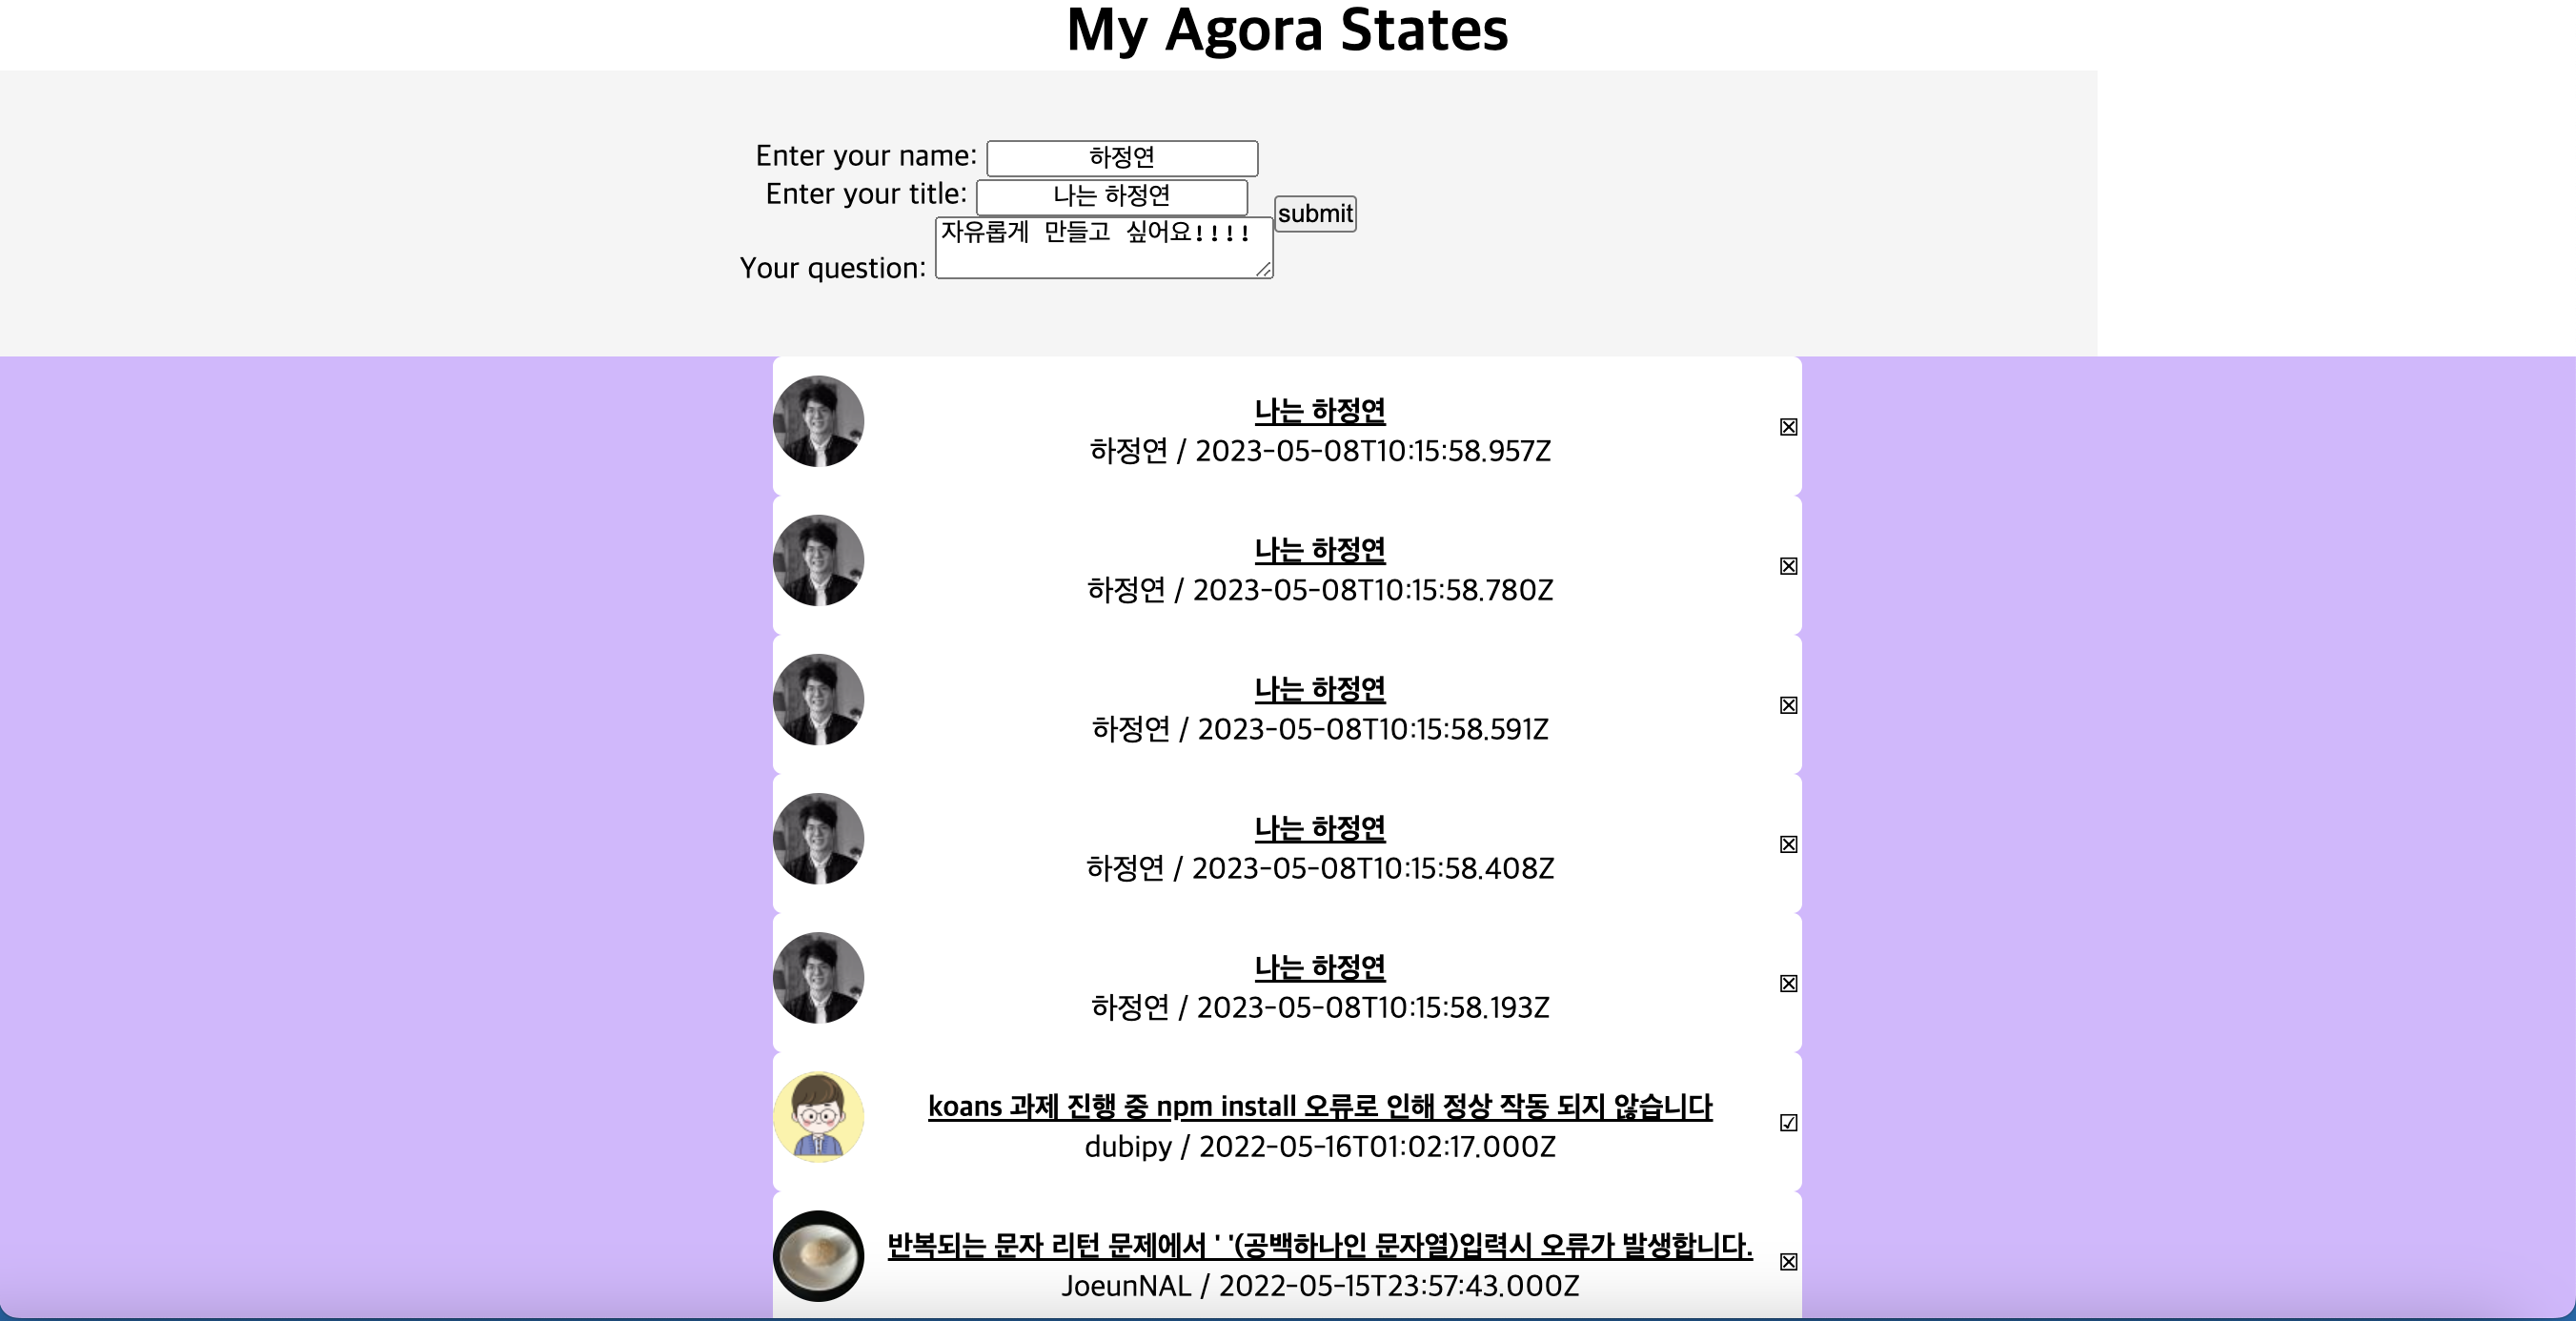 My Agora States
Enter your name: 하정연
Enter your title: 나는 하정연
submit
Your question: 자유롭게 만들고 싶어요!!!!
나는 하정연
하정연 / 2023-05-08T10:15:58.957Z
☒
나는 하정연
하정연 / 2023-05-08T10:15:58.780Z
☒
나는 하정연
하정연 / 2023-05-08T10:15:58.591Z
☒
나는 하정연
하정연 / 2023-05-08T10:15:58.408Z
☒
나는 하정연
하정연 / 2023-05-08T10:15:58.193Z
☒
koans 과제 진행 중 npm install 오류로 인해 정상 작동 되지 않습니다
dubipy / 2022-05-16T01:02:17.000Z
☑
반복되는 문자 리턴 문제에서 ' '(공백하나인 문자열)입력시 오류가 발생합니다.
JoeunNAL / 2022-05-15T23:57:43.000Z
☒